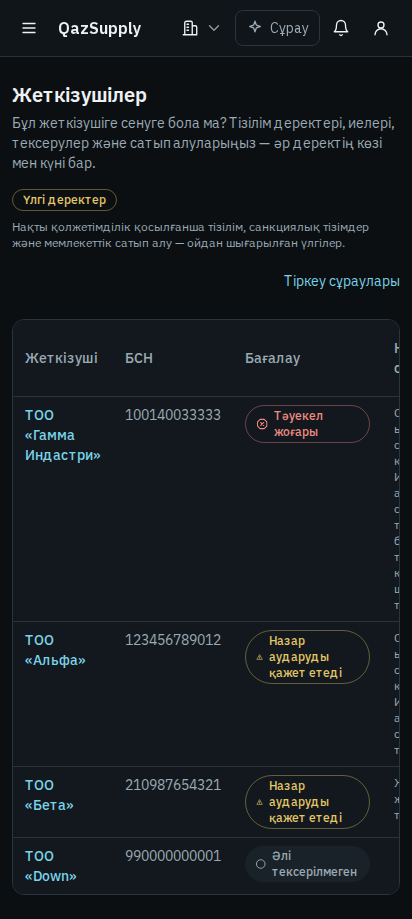 QazSupply
Сұрау
Жеткізушілер
Бұл жеткізушіге сенуге бола ма? Тізілім деректері, иелері,
тексерулер және сатып алуларыңыз — әр деректің көзі
мен күні бар.
Үлгі деректер
Нақты қолжетімділік қосылғанша тізілім, санкциялық тізімдер
және мемлекеттік сатып алу — ойдан шығарылған үлгілер.
Тіркеу сұраулары
Жеткізуші БСН Бағалау
ТОО 100140033333 Тәуекел
«Гамма жоғары
Индастри»
ТОО 123456789012 Назар
«Альфа» аударуды
қажет етеді
ТОО 210987654321 Назар
«Бета» аударуды
қажет етеді
ТОО 990000000001 Әлі
«Down» тексерілмеген